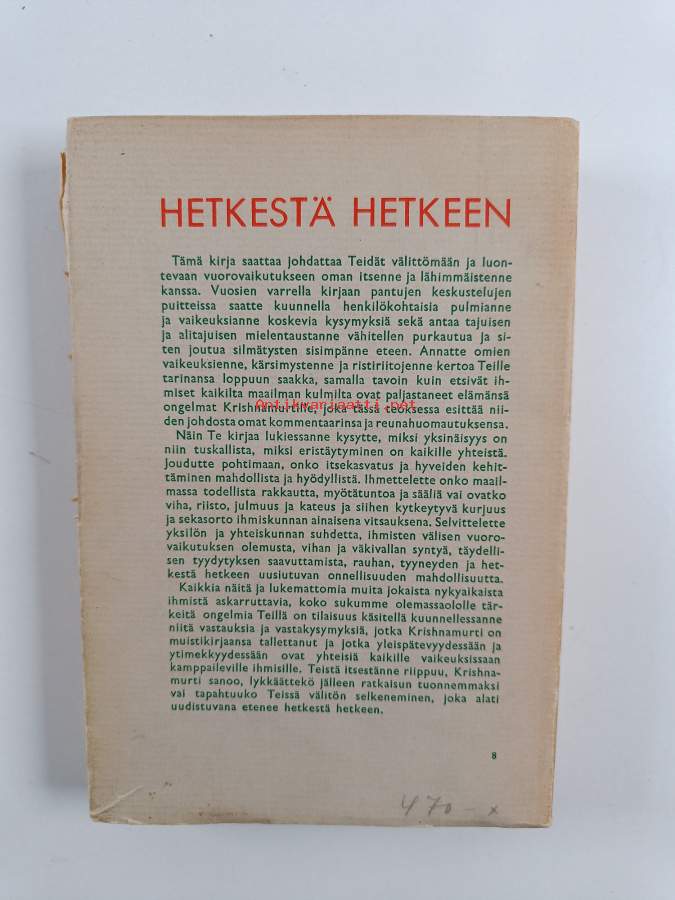 HETKESTÄ HETKEEN
Tämä kirja saattaa johdattaa Teidät välittömään ja luon-
tevaan vuorovaikutukseen oman itsenne ja lähimmäistenne
kanssa. Vuosien varrella kirjaan pantujen keskustelujen
puitteissa saatte kuunnella henkilökohtaisia pulmianne
ja vaikeuksianne koskevia kysymyksiä sekä antaa tajuisen
ja alitajuisen mielentaustanne vähitellen purkautua ja si-
ten joutua silmätysten sisimpänne eteen. Annatte omien
vaikeuksienne, kärsimystenne ja ristiriitojenne kertoa Teille
tarinansa loppuun saakka, samalla tavoin kuin etsivät ih-
miset kaikilta maailman kulmilta ovat paljastaneet elämänsä
ongelmat Krishnamurtille, joka tässä teoksessa esittää nii-
den johdosta omat kommentaarinsa ja reunahuomautuksensa.
Näin Te kirjaa lukiessanne kysytte, miksi yksinäisyys on
niin tuskallista, miksi eristäytyminen on kaikille yhteistä.
Joudutte pohtimaan, onko itsekasvatus ja hyveiden kehit-
täminen mahdollista ja hyödyllistä. Ihmettelette onko maail-
massa todellista rakkautta, myötätuntoa ja sääliä vai ovatko
viha, riisto, julmuus ja kateus ja siihen kytkeytyvä kurjuus
ja sekasorto ihmiskunnan ainaisena vitsauksena. Selvittelette
yksilön ja yhteiskunnan suhdetta, ihmisten välisen vuoro-
vaikutuksen olemusta, vihan ja väkivallan syntyä, täydelli-
sen tyydytyksen saavuttamista, rauhan, tyyneyden ja het-
kestä hetkeen uusiutuvan onnellisuuden mahdollisuutta.
Kaikkia näitä ja lukemattomia muita jokaista nykyaikaista
ihmistä askarruttavia, koko sukumme olemassaololle tär-
keitä ongelmia Teillä on tilaisuus käsitellä kuunnellessanne
niitä vastauksia ja vastakysymyksiä, jotka Krishnamurti on
muistikirjaansa tallettanut ja jotka yleispätevyydessään ja
ytimekkyydessään ovat yhteisiä kaikille vaikeuksissaan
kamppaileville ihmisille. Teistä itsestänne riippuu, Krishna-
murti sanoo, lykkäättekö jälleen ratkaisun tuonnemmaksi
vai tapahtuuko Teissä välitön selkeneminen, joka alati
uudistuvana etenee hetkestä hetkeen.
Antikvariaatti.net
8
470-x